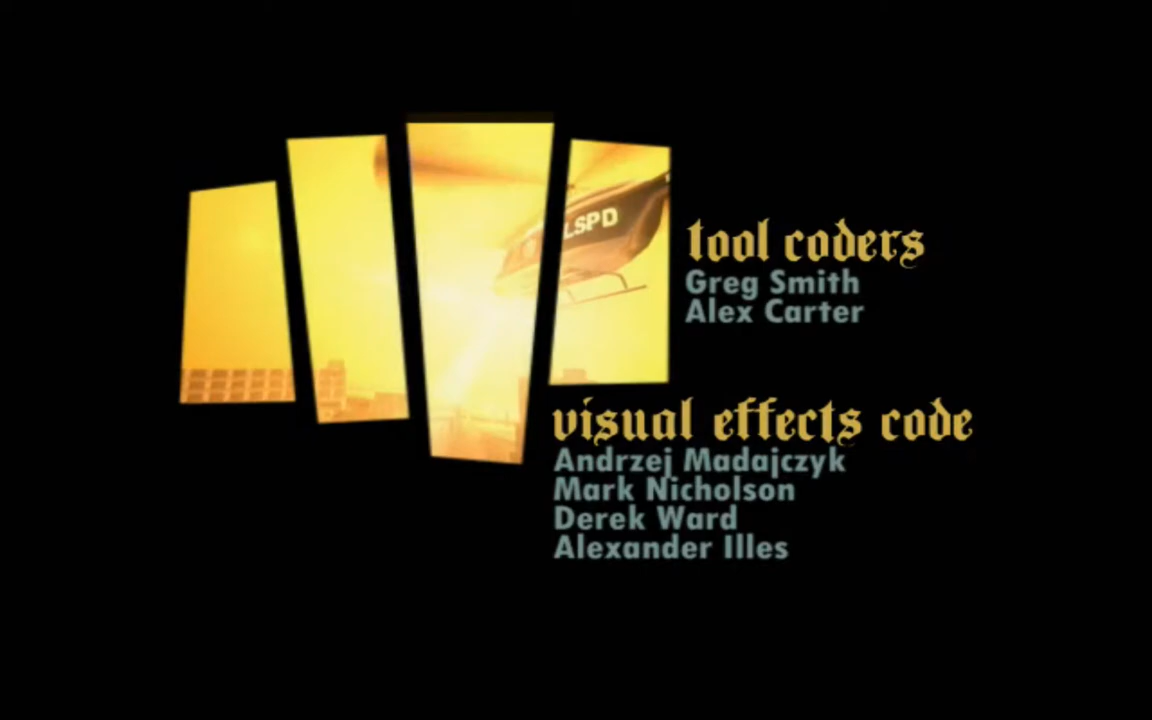 LSPD
tool coders
Greg Smith
Alex Carter
visual effects code
Andrzej Madajczyk
Mark Nicholson
Derek Ward
Alexander Illes